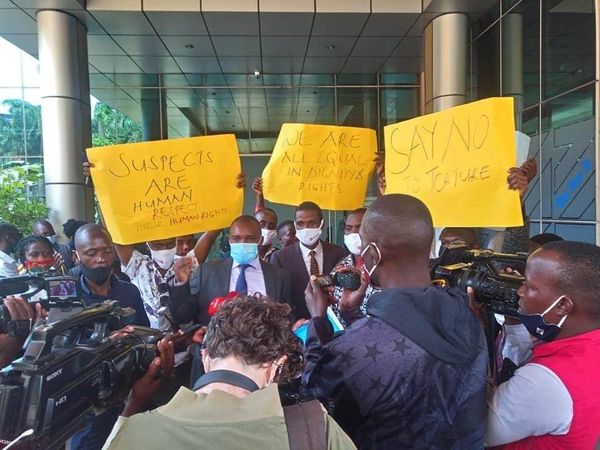 SUSPECTS
ARE
HUMAN
RESPECT
THEIR HUMAN RIGHTS
WE ARE
ALL EQUAL
IN DIGNITY &
RIGHTS
SAY NO
TO TORTURE
SONY
HD